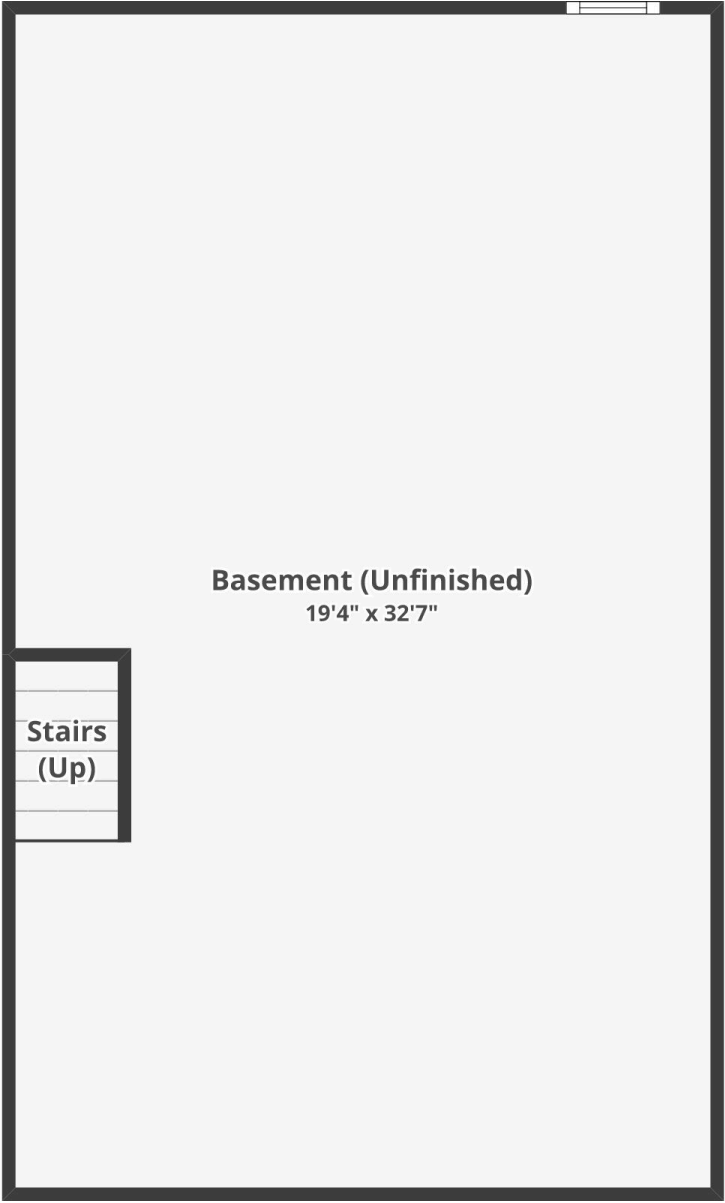 Basement (Unfinished)
19'4" x 32'7"
Stairs
(Up)